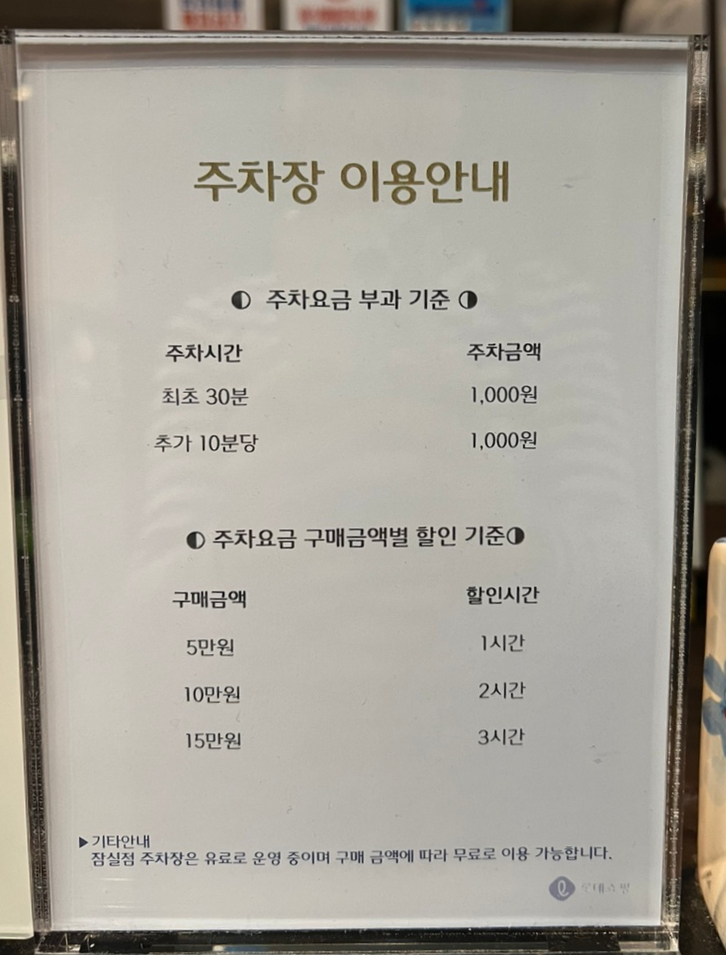 주차장 이용안내
◐ 주차요금 부과 기준 ◑
주차시간 주차금액
최초 30분 1,000원
추가 10분당 1,000원
◐ 주차요금 구매금액별 할인 기준◑
구매금액 할인시간
5만원 1시간
10만원 2시간
15만원 3시간
▶기타안내
잠실점 주차장은 유료로 운영 중이며 구매 금액에 따라 무료로 이용 가능합니다.
롯데쇼핑